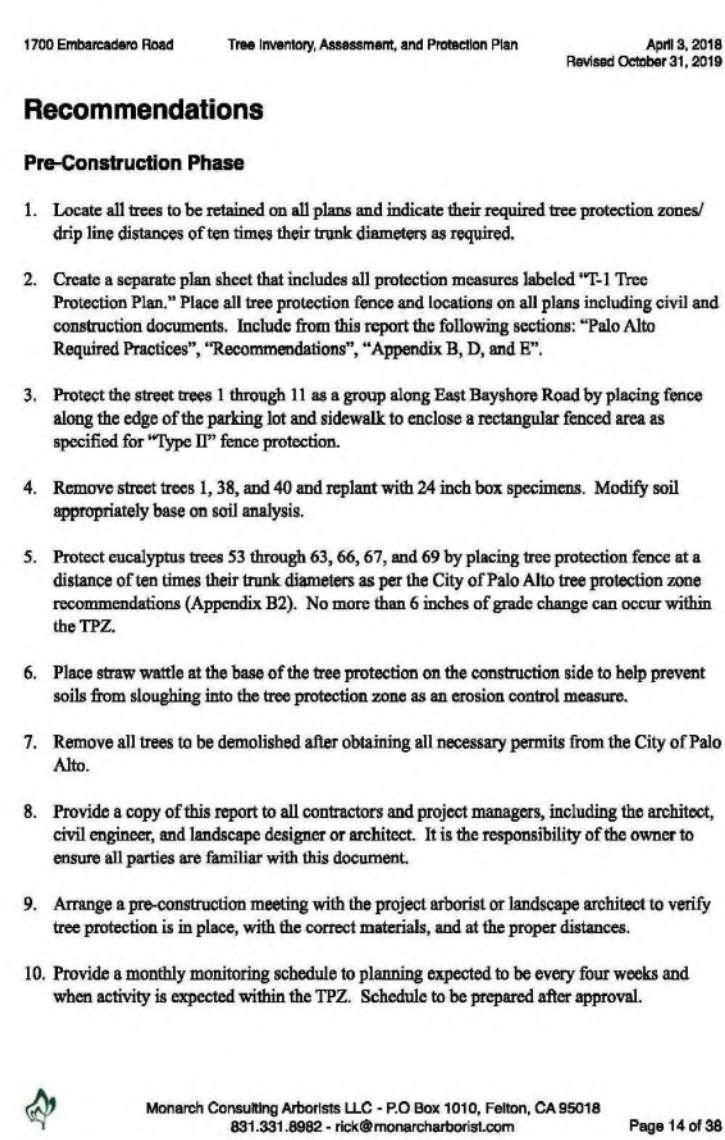 1700 Embarcadero Road Tree Inventory, Assessment, and Protection Plan April 3, 2018
Revised October 31, 2019
Recommendations
Pre-Construction Phase
1. Locate all trees to be retained on all plans and indicate their required tree protection zones/
drip line distances of ten times their trunk diameters as required.
2. Create a separate plan sheet that includes all protection measures labeled “T-1 Tree
Protection Plan.” Place all tree protection fence and locations on all plans including civil and
construction documents. Include from this report the following sections: “Palo Alto
Required Practices”, “Recommendations”, “Appendix B, D, and E”.
3. Protect the street trees 1 through 11 as a group along East Bayshore Road by placing fence
along the edge of the parking lot and sidewalk to enclose a rectangular fenced area as
specified for “Type II” fence protection.
4. Remove street trees 1, 38, and 40 and replant with 24 inch box specimens. Modify soil
appropriately base on soil analysis.
5. Protect eucalyptus trees 53 through 63, 66, 67, and 69 by placing tree protection fence at a
distance of ten times their trunk diameters as per the City of Palo Alto tree protection zone
recommendations (Appendix B2). No more than 6 inches of grade change can occur within
the TPZ.
6. Place straw wattle at the base of the tree protection on the construction side to help prevent
soils from sloughing into the tree protection zone as an erosion control measure.
7. Remove all trees to be demolished after obtaining all necessary permits from the City of Palo
Alto.
8. Provide a copy of this report to all contractors and project managers, including the architect,
civil engineer, and landscape designer or architect. It is the responsibility of the owner to
ensure all parties are familiar with this document.
9. Arrange a pre-construction meeting with the project arborist or landscape architect to verify
tree protection is in place, with the correct materials, and at the proper distances.
10. Provide a monthly monitoring schedule to planning expected to be every four weeks and
when activity is expected within the TPZ. Schedule to be prepared after approval.
Monarch Consulting Arborists LLC - P.O Box 1010, Felton, CA 95018
831.331.8982 - rick@monarcharborist.com Page 14 of 38